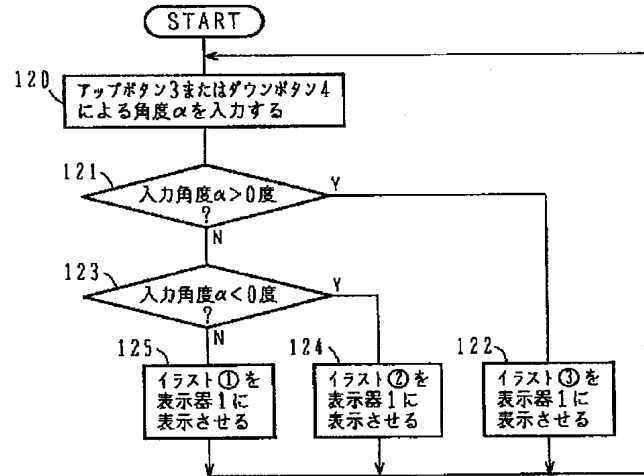 START
120
アップボタン3またはダウンボタン4
による角度αを入力する
121
入力角度α>0度
?
Y
N
123
入力角度α<0度
?
Y
N
125
イラスト①を
表示器1に
表示させる
124
イラスト②を
表示器1に
表示させる
122
イラスト③を
表示器1に
表示させる